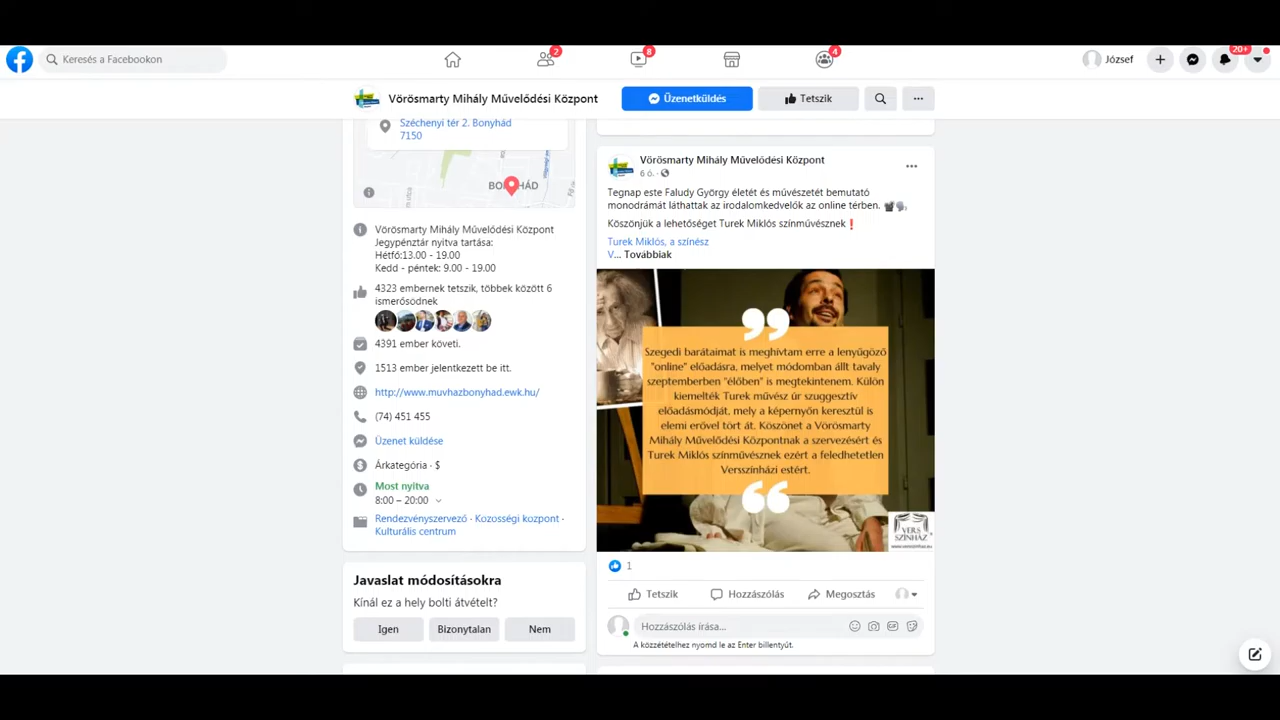 Keresés a Facebookon
2
8
4
József
20+
Vörösmarty Mihály Művelődési Központ
Üzenetküldés
Tetszik
Széchenyi tér 2. Bonyhád
7150
BONYHÁD
Vörösmarty Mihály Művelődési Központ
Jegypénztár nyitva tartása:
Hétfő:13.00 - 19.00
Kedd - péntek: 9.00 - 19.00
4323 embernek tetszik, többek között 6
ismerősödnek
4391 ember követi.
1513 ember jelentkezett be itt.
http://www.muvhazbonyhad.ewk.hu/
(74) 451 455
Üzenet küldése
Árkategória · $
Most nyitva
8:00 – 20:00
Rendezvényszervező · Közösségi központ ·
Kulturális centrum
Javaslat módosításokra
Kínál ez a hely bolti átvételt?
Igen
Bizonytalan
Nem
Vörösmarty Mihály Művelődési Központ
6 ó. ·
Tegnap este Faludy György életét és művészetét bemutató
monodrámát láthattak az irodalomkedvelők az online térben.
Köszönjük a lehetőséget Turek Miklós színművésznek❗
Turek Miklós, a színész
V... Továbbiak
Szegedi barátaimat is meghívtam erre a lenyűgöző
"online" előadásra, melyet módomban állt tavaly
szeptemberben "élőben" is megtekintenem. Külön
kiemelték Turek művész úr szuggesztív
előadásmódját, mely a képernyőn keresztül is
elemi erővel tört át. Köszönet a Vörösmarty
Mihály Művelődési Központnak a szervezésért és
Turek Miklós színművésznek ezért a feledhetetlen
Versszínházi estért.
VERS
SZÍNHÁZ
www.versszinhaz.eu
1
Tetszik
Hozzászólás
Megosztás
Hozzászólás írása...
GIF
A közzétételhez nyomd le az Enter billentyűt.